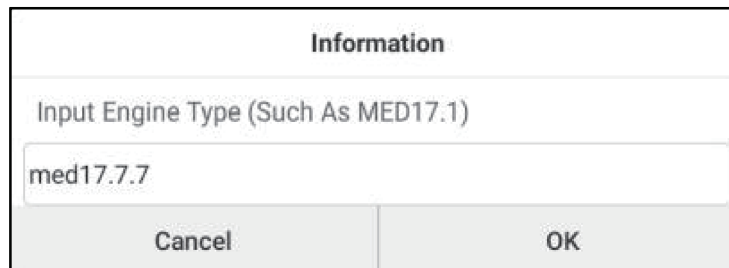 Information
Input Engine Type (Such As MED17.1)
med17.7.7
Cancel OK